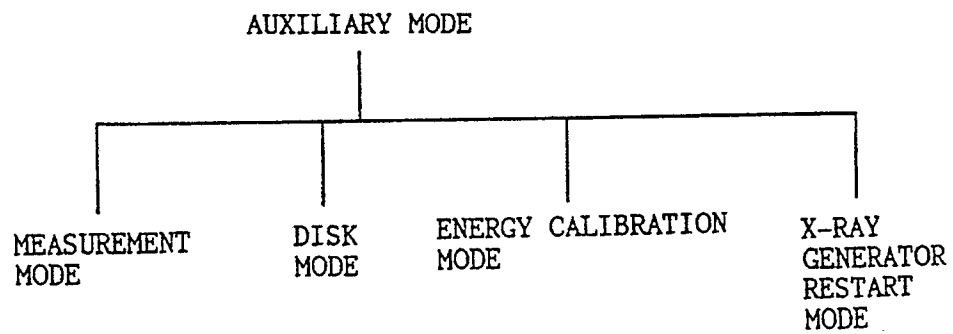 AUXILIARY MODE
MEASUREMENT
MODE
DISK
MODE
ENERGY CALIBRATION
MODE
X-RAY
GENERATOR
RESTART
MODE